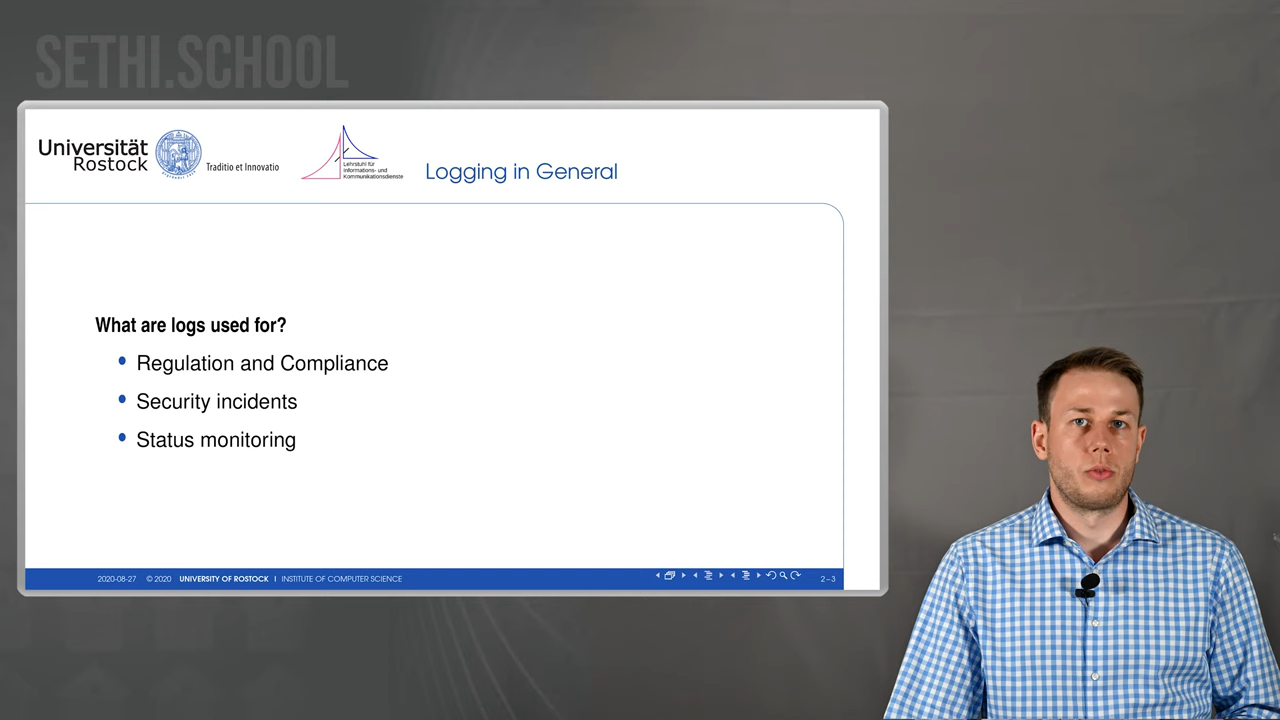 SETHI.SCHOOL
Universität
Rostock
Traditio et Innovatio
Lehrstuhl für
Informations- und
Kommunikationsdienste
Logging in General
What are logs used for?
• Regulation and Compliance
• Security incidents
• Status monitoring
2020-08-27 © 2020 UNIVERSITY OF ROSTOCK | INSTITUTE OF COMPUTER SCIENCE
2–3